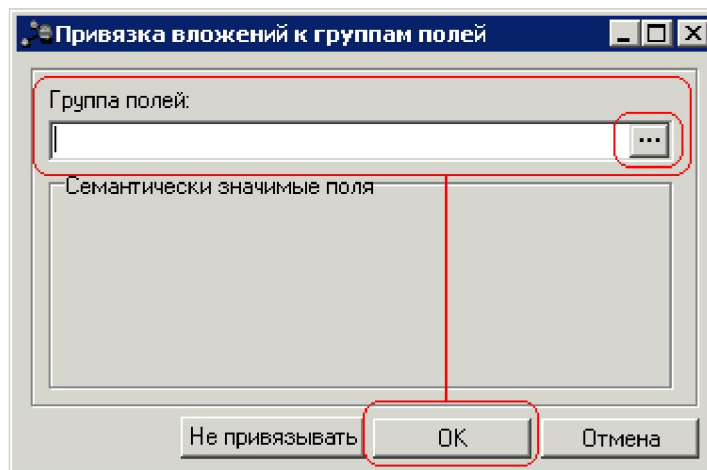 Привязка вложений к группам полей
Группа полей:
...
Семантически значимые поля
Не привязывать OK Отмена